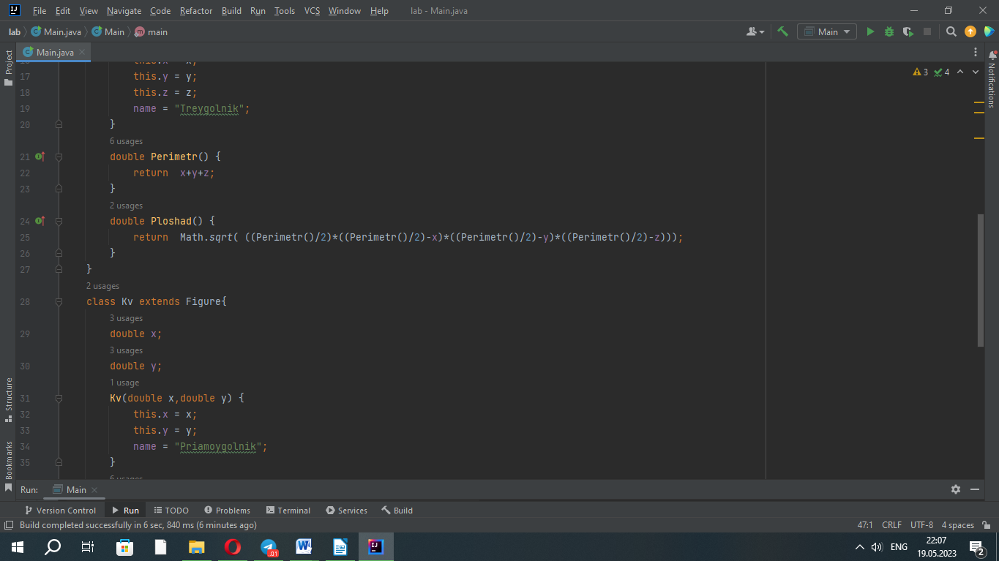 File Edit View Navigate Code Refactor Build Run Tools VCS Window Help lab - Main.java
lab Main.java Main main Main
Project
Main.java
Notifications
3 4
17 this.y = y;
18 this.z = z;
19 name = "Treygolnik";
20 }
6 usages
21 double Perimetr() {
22 return x+y+z;
23 }
2 usages
24 double Ploshad() {
25 return Math.sqrt( ((Perimetr()/2)*((Perimetr()/2)-x)*((Perimetr()/2)-y)*((Perimetr()/2)-z)));
26 }
27 }
2 usages
28 class Kv extends Figure{
3 usages
29 double x;
3 usages
30 double y;
1 usage
31 Kv(double x,double y) {
32 this.x = x;
33 this.y = y;
34 name = "Priamoygolnik";
35 }
Structure
Bookmarks
Run: Main
Version Control Run TODO Problems Terminal Services Build
Build completed successfully in 6 sec, 840 ms (6 minutes ago) 47:1 CRLF UTF-8 4 spaces
ENG 22:07
19.05.2023 2